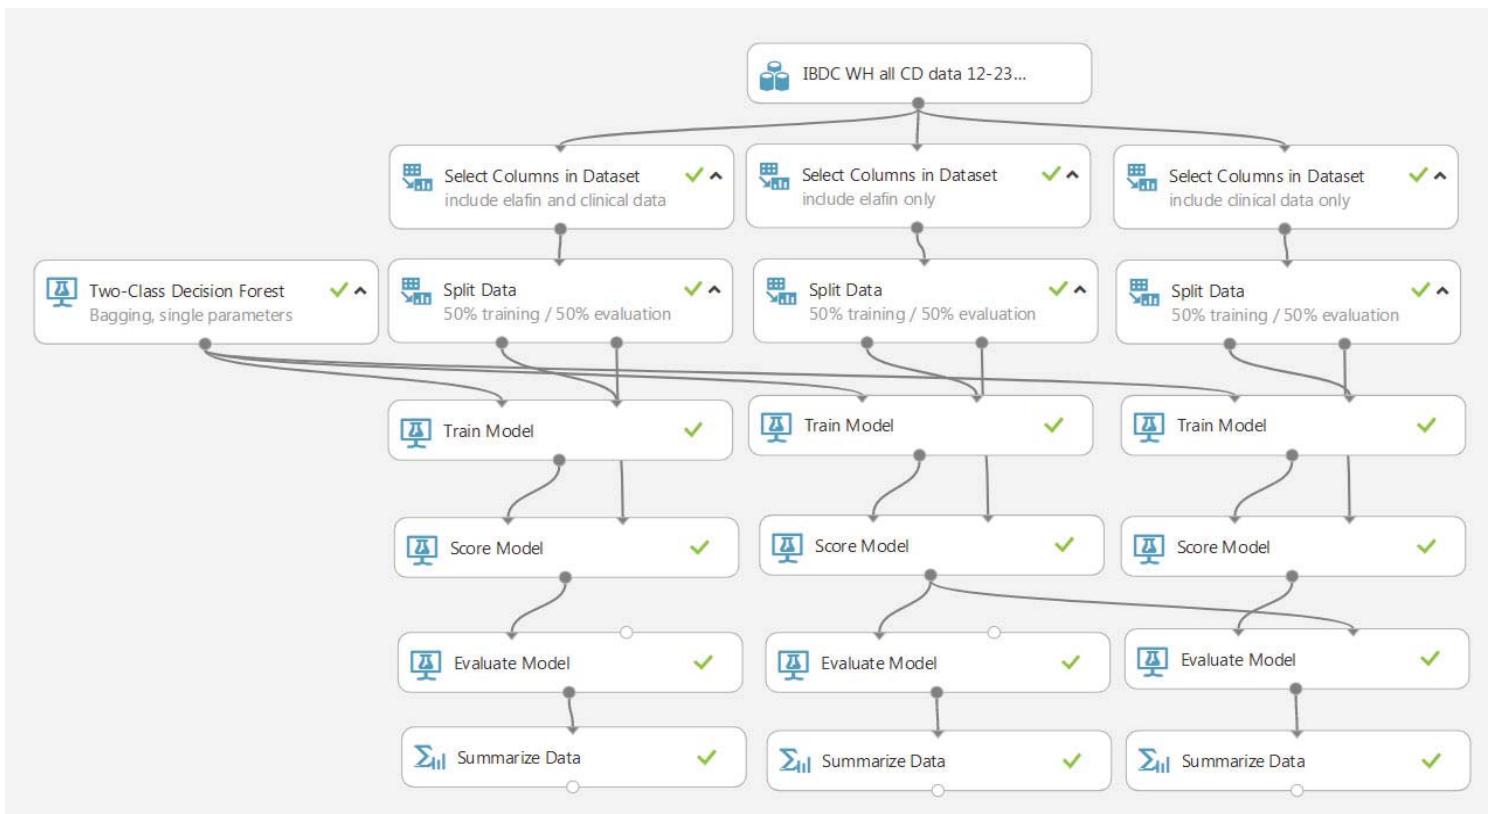 IBDC WH all CD data 12-23...
Select Columns in Dataset
include elafin and clinical data
Select Columns in Dataset
include elafin only
Select Columns in Dataset
include clinical data only
Two-Class Decision Forest
Bagging, single parameters
Split Data
50% training / 50% evaluation
Split Data
50% training / 50% evaluation
Split Data
50% training / 50% evaluation
Train Model
Train Model
Train Model
Score Model
Score Model
Score Model
Evaluate Model
Evaluate Model
Evaluate Model
Summarize Data
Summarize Data
Summarize Data